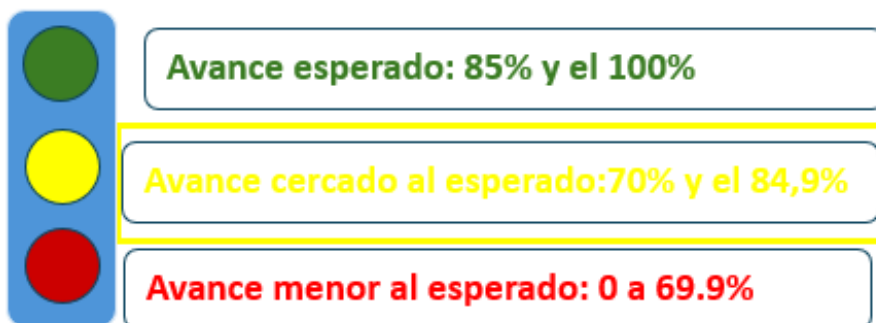 Avance esperado: 85% y el 100%
Avance cercado al esperado:70% y el 84,9%
Avance menor al esperado: 0 a 69.9%